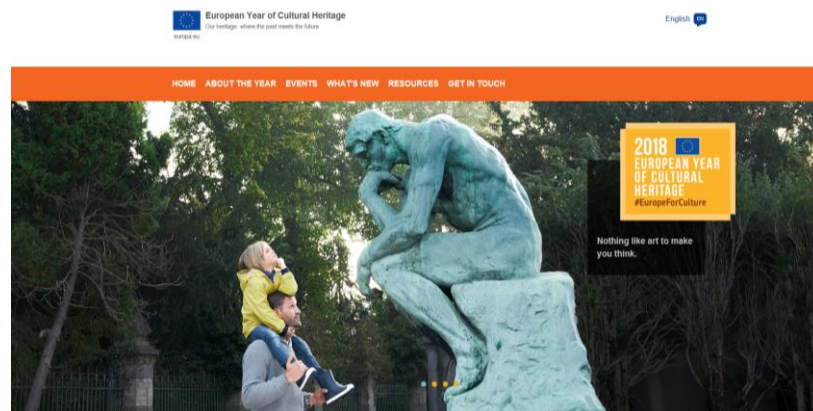 European Year of Cultural Heritage
Our heritage: where the past meets the future
europa.eu
English EN
HOME ABOUT THE YEAR EVENTS WHAT'S NEW RESOURCES GET IN TOUCH
2018
EUROPEAN YEAR
OF CULTURAL
HERITAGE
#EuropeForCulture
Nothing like art to make
you think.